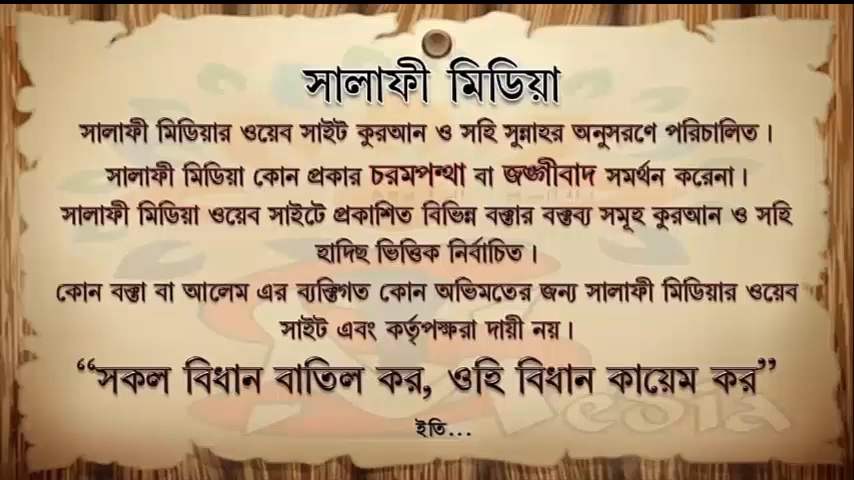 সালাফী মিডিয়া
সালাফী মিডিয়ার ওয়েব সাইট কুরআন ও সহি সুন্নাহর অনুসরণে পরিচালিত।
সালাফী মিডিয়া কোন প্রকার চরমপন্থা বা জঙ্গীবাদ সমর্থন করেনা।
সালাফী মিডিয়া ওয়েব সাইটে প্রকাশিত বিভিন্ন বক্তার বক্তব্য সমূহ কুরআন ও সহি
হাদিছ ভিত্তিক নির্বাচিত।
কোন বক্তা বা আলেম এর ব্যক্তিগত কোন অভিমতের জন্য সালাফী মিডিয়ার ওয়েব
সাইট এবং কর্তৃপক্ষরা দায়ী নয়।
“সকল বিধান বাতিল কর, ওহি বিধান কায়েম কর”
ইতি...